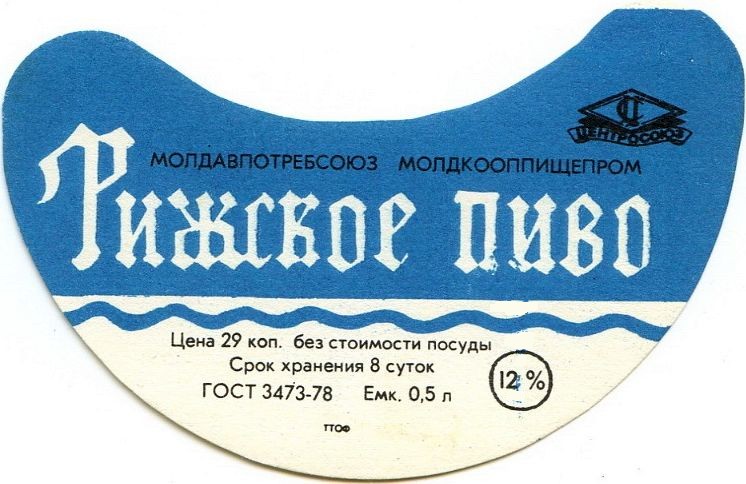 ЦЕНТРОСОЮЗ
МОЛДАВПОТРЕБСОЮЗ МОЛДКООППИЩЕПРОМ
Рижское пиво
Цена 29 коп. без стоимости посуды
Срок хранения 8 суток
ГОСТ 3473-78 Емк. 0,5 л
12%
ТТОФ